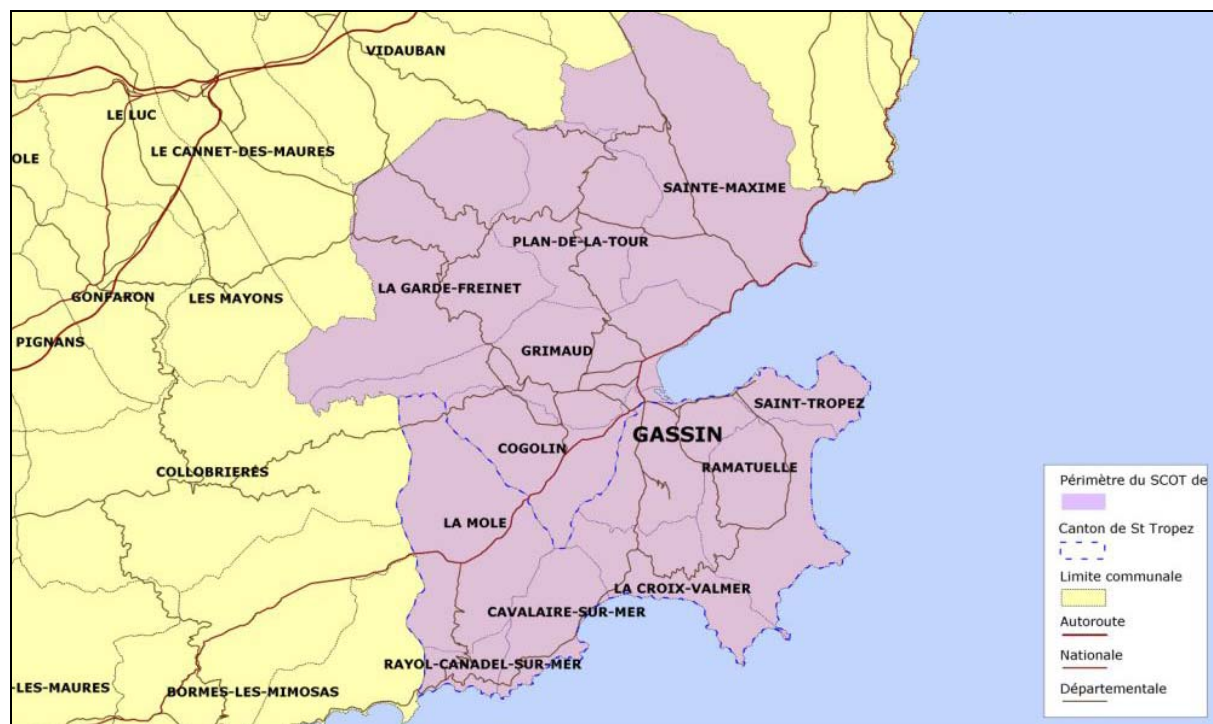 VIDAUBAN
LE LUC
LE CANNET-DES-MAURES
OLE
SAINTE-MAXIME
PLAN-DE-LA-TOUR
LA GARDE-FREINET
GONFARON
LES MAYONS
PIGNANS
GRIMAUD
SAINT-TROPEZ
GASSIN
COGOLIN
RAMATUELLE
COLLOBRIERES
LA MOLE
LA CROIX-VALMER
CAVALAIRE-SUR-MER
RAYOL-CANADEL-SUR-MER
-LES-MAURES
BORMES-LES-MIMOSAS
Périmètre du SCOT de
Canton de St Tropez
Limite communale
Autoroute
Nationale
Départementale